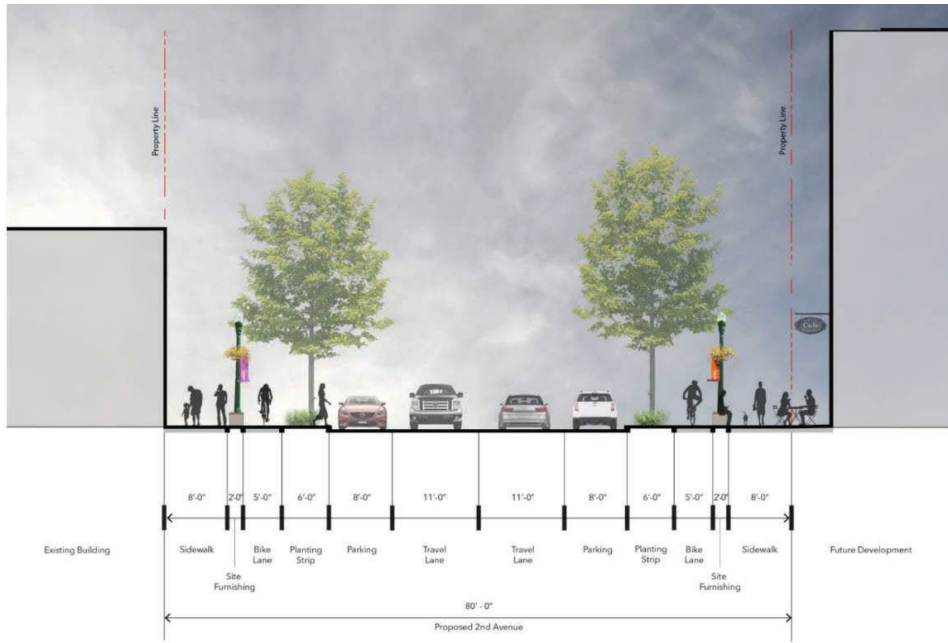 Property Line
Property Line
Cafe
8'-0"
2'-0"
5'-0"
6'-0"
8'-0"
11'-0"
11'-0"
8'-0"
6'-0"
5'-0"
2'-0"
8'-0"
Existing Building
Sidewalk
Site
Furnishing
Bike
Lane
Planting
Strip
Parking
Travel
Lane
Travel
Lane
Parking
Planting
Strip
Bike
Lane
Site
Furnishing
Sidewalk
Future Development
80' - 0"
Proposed 2nd Avenue